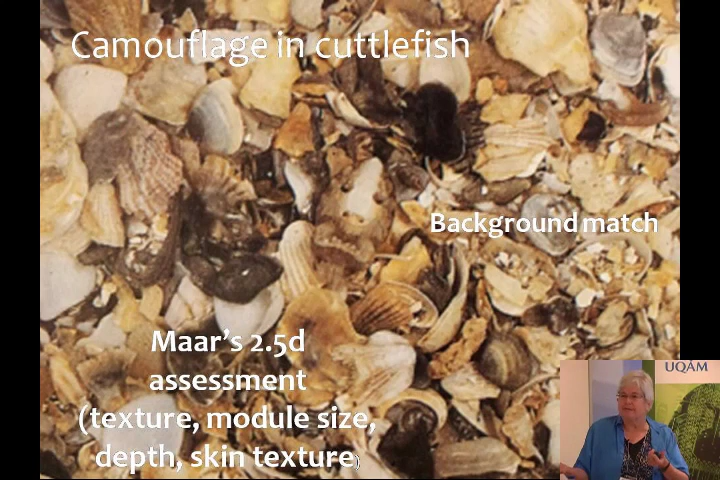 Camouflage in cuttlefish
Background match
Maar's 2.5d
assessment
(texture, module size,
depth, skin texture)
UQÀM